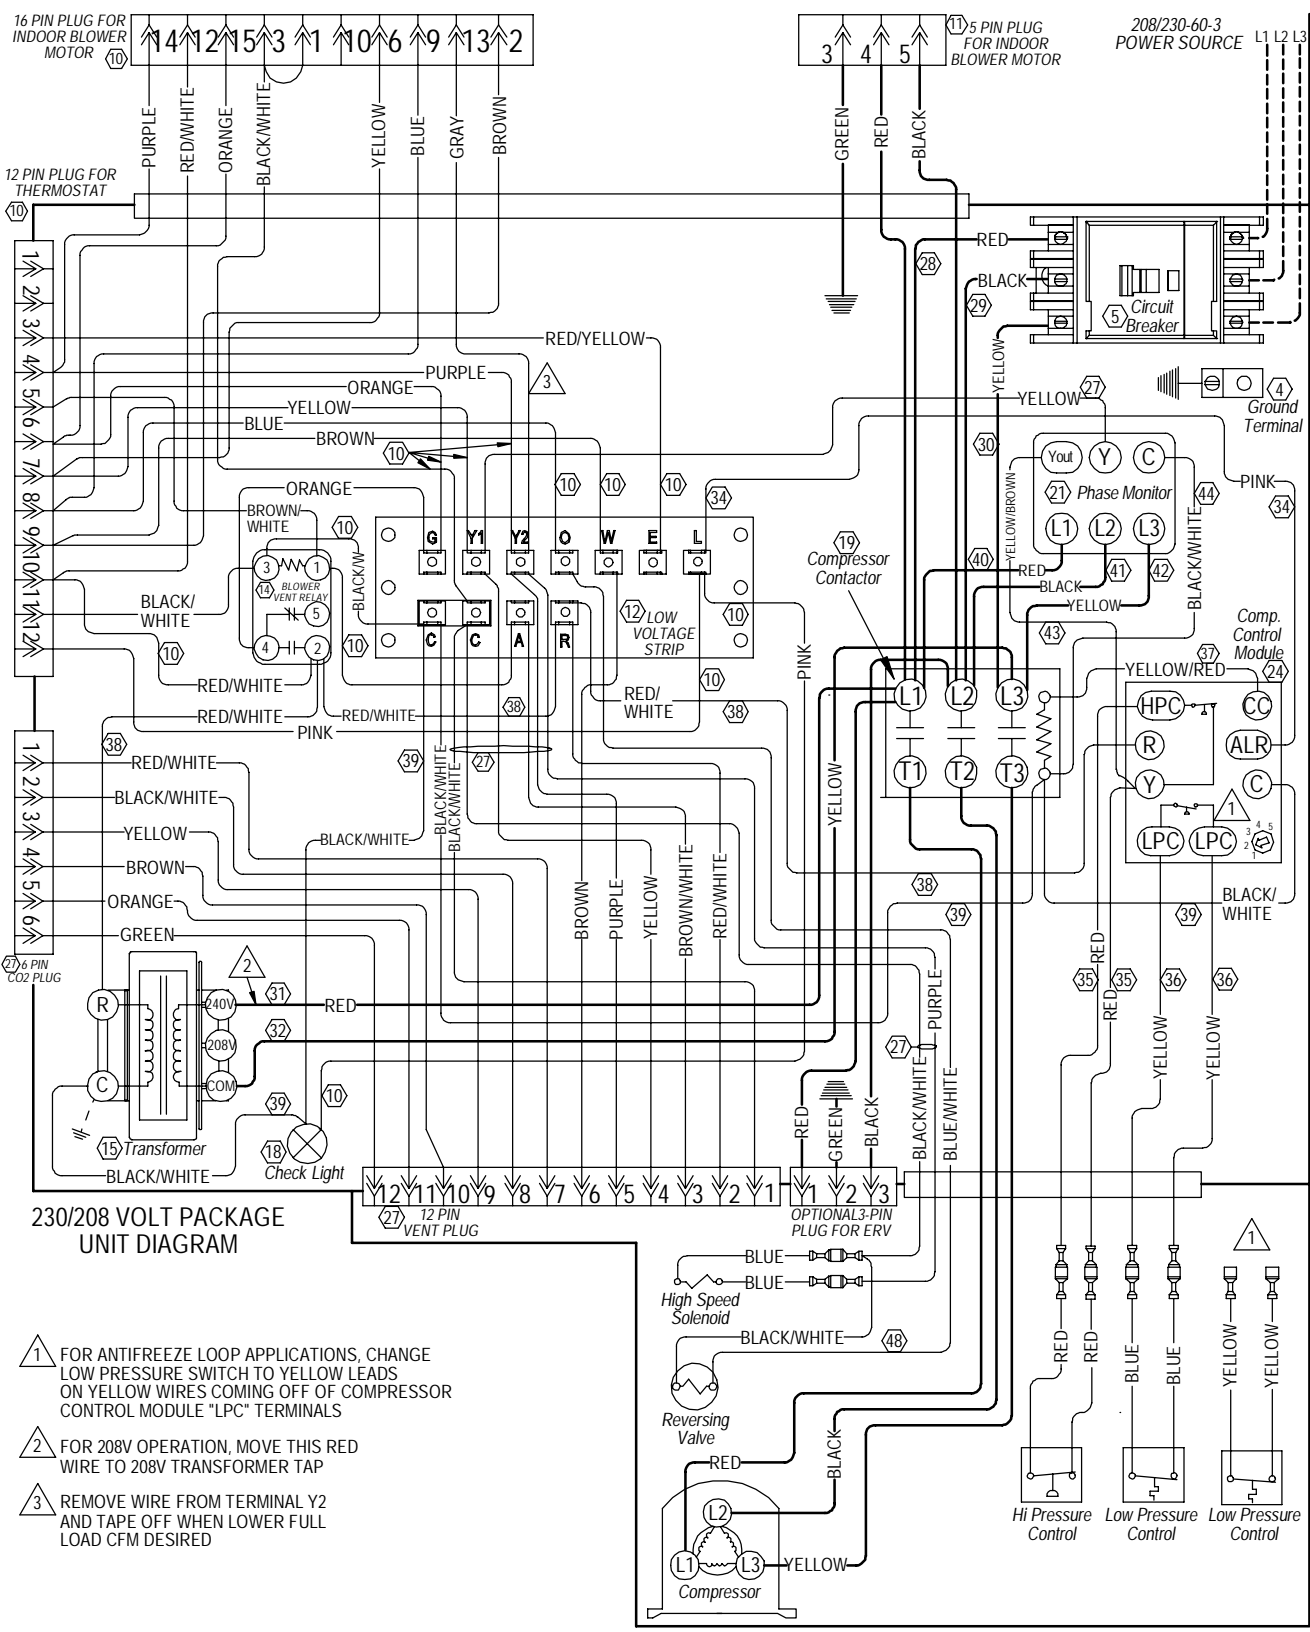 16 PIN PLUG FOR
INDOOR BLOWER
MOTOR
10
14
12
15
3
1
10
6
9
13
2
3
4
5
11
5 PIN PLUG
FOR INDOOR
BLOWER MOTOR
208/230-60-3
POWER SOURCE
L1 L2 L3
PURPLE
RED/WHITE
ORANGE
BLACK/WHITE
YELLOW
BLUE
GRAY
BROWN
GREEN
RED
BLACK
12 PIN PLUG FOR
THERMOSTAT
10
1
2
3
4
5
6
7
8
9
10
11
12
RED
28
BLACK
29
5
Circuit
Breaker
YELLOW
RED/YELLOW
PURPLE
3
ORANGE
YELLOW
BLUE
BROWN
10
YELLOW
27
4
Ground
Terminal
30
Yout
Y
C
21
Phase Monitor
L1
L2
L3
44
PINK
34
ORANGE
BROWN/
WHITE
10
10
10
10
34
G
Y1
Y2
O
W
E
L
YELLOW/BROWN
BLACK/WHITE
19
Compressor
Contactor
40
RED
BLACK
41
42
YELLOW
43
3
1
14
BLOWER
VENT RELAY
5
4
2
BLACK/W
BLACK/
WHITE
C
C
A
R
12
LOW
VOLTAGE
STRIP
10
PINK
Comp.
Control
Module
37
YELLOW/RED
24
10
10
RED/WHITE
RED/WHITE
RED/WHITE
38
RED/
WHITE
10
38
PINK
L1
L2
L3
T1
T2
T3
HPC
CC
R
ALR
Y
C
1
LPC
LPC
1
2
3
4
5
38
39
27
BLACK/WHITE
BLACK/WHITE
YELLOW
1
2
3
4
5
6
RED/WHITE
BLACK/WHITE
YELLOW
BROWN
ORANGE
GREEN
BLACK/WHITE
38
39
39
BLACK/
WHITE
BROWN
PURPLE
YELLOW
BROWN/WHITE
RED/WHITE
27
6 PIN
CO2 PLUG
2
31
RED
32
R
C
240V
208V
COM
15
Transformer
39
10
18
Check Light
BLACK/WHITE
27
PURPLE
BLACK/WHITE
BLUE/WHITE
RED
GREEN
BLACK
35
35
36
36
RED
RED
YELLOW
YELLOW
12
11
10
9
8
7
6
5
4
3
2
1
1
2
3
27
12 PIN
VENT PLUG
OPTIONAL3-PIN
PLUG FOR ERV
230/208 VOLT PACKAGE
UNIT DIAGRAM
BLUE
BLUE
High Speed
Solenoid
BLACK/WHITE
48
Reversing
Valve
1
RED
RED
BLUE
BLUE
YELLOW
YELLOW
Hi Pressure
Control
Low Pressure
Control
Low Pressure
Control
RED
BLACK
L2
L1
L3
YELLOW
Compressor
1
FOR ANTIFREEZE LOOP APPLICATIONS, CHANGE
LOW PRESSURE SWITCH TO YELLOW LEADS
ON YELLOW WIRES COMING OFF OF COMPRESSOR
CONTROL MODULE "LPC" TERMINALS
2
FOR 208V OPERATION, MOVE THIS RED
WIRE TO 208V TRANSFORMER TAP
3
REMOVE WIRE FROM TERMINAL Y2
AND TAPE OFF WHEN LOWER FULL
LOAD CFM DESIRED